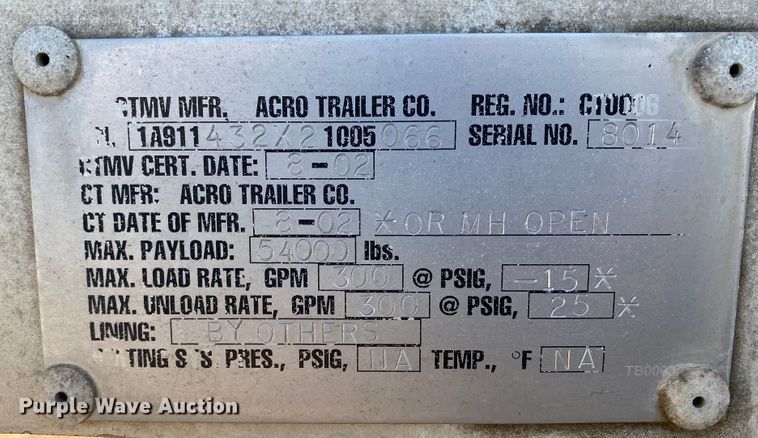 CTMV MFR. ACRO TRAILER CO. REG. NO.: CT0006
1A911432X21005066 SERIAL NO. 8014
CTMV CERT. DATE: 8-02
CT MFR: ACRO TRAILER CO.
CT DATE OF MFR. 8-02 * OR MH OPEN
MAX. PAYLOAD: 54000 lbs.
MAX. LOAD RATE, GPM 300 @ PSIG, -15 *
MAX. UNLOAD RATE, GPM 300 @ PSIG, 25 *
LINING: BY OTHERS
PRES., PSIG, NA TEMP., °F NA
Purple Wave Auction